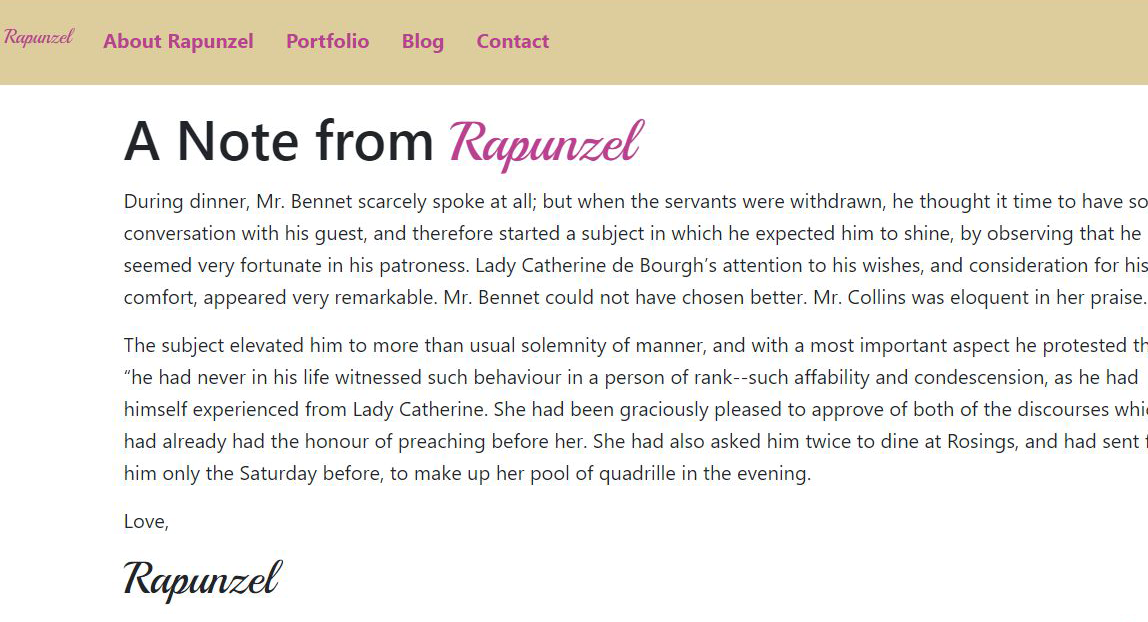 Rapunzel About Rapunzel Portfolio Blog Contact
A Note from Rapunzel
During dinner, Mr. Bennet scarcely spoke at all; but when the servants were withdrawn, he thought it time to have so
conversation with his guest, and therefore started a subject in which he expected him to shine, by observing that he
seemed very fortunate in his patroness. Lady Catherine de Bourgh’s attention to his wishes, and consideration for his
comfort, appeared very remarkable. Mr. Bennet could not have chosen better. Mr. Collins was eloquent in her praise.
The subject elevated him to more than usual solemnity of manner, and with a most important aspect he protested th
“he had never in his life witnessed such behaviour in a person of rank--such affability and condescension, as he had
himself experienced from Lady Catherine. She had been graciously pleased to approve of both of the discourses whi
had already had the honour of preaching before her. She had also asked him twice to dine at Rosings, and had sent
him only the Saturday before, to make up her pool of quadrille in the evening.
Love,
Rapunzel